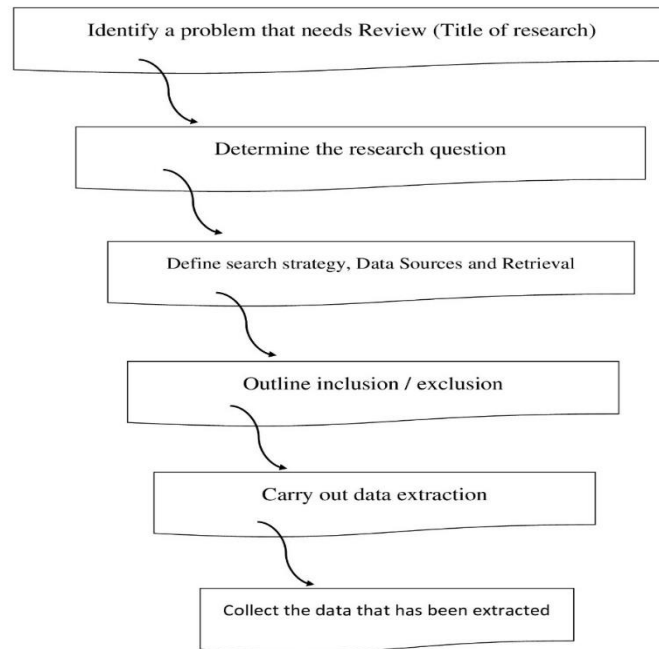 Identify a problem that needs Review (Title of research)
Determine the research question
Define search strategy, Data Sources and Retrieval
Outline inclusion / exclusion
Carry out data extraction
Collect the data that has been extracted